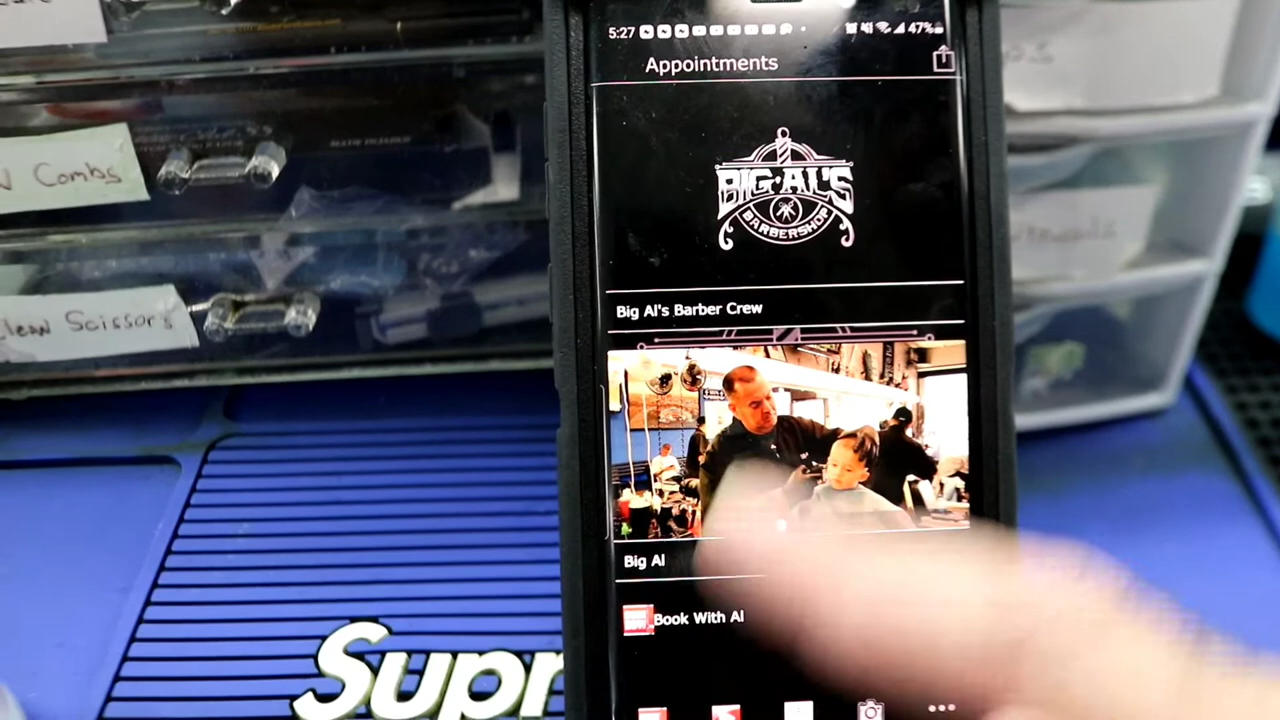 5:27
47%
Appointments
BIG AL'S
BARBERSHOP
Big Al's Barber Crew
Big Al
Book With Al
Combs
lean Scissors
Supr